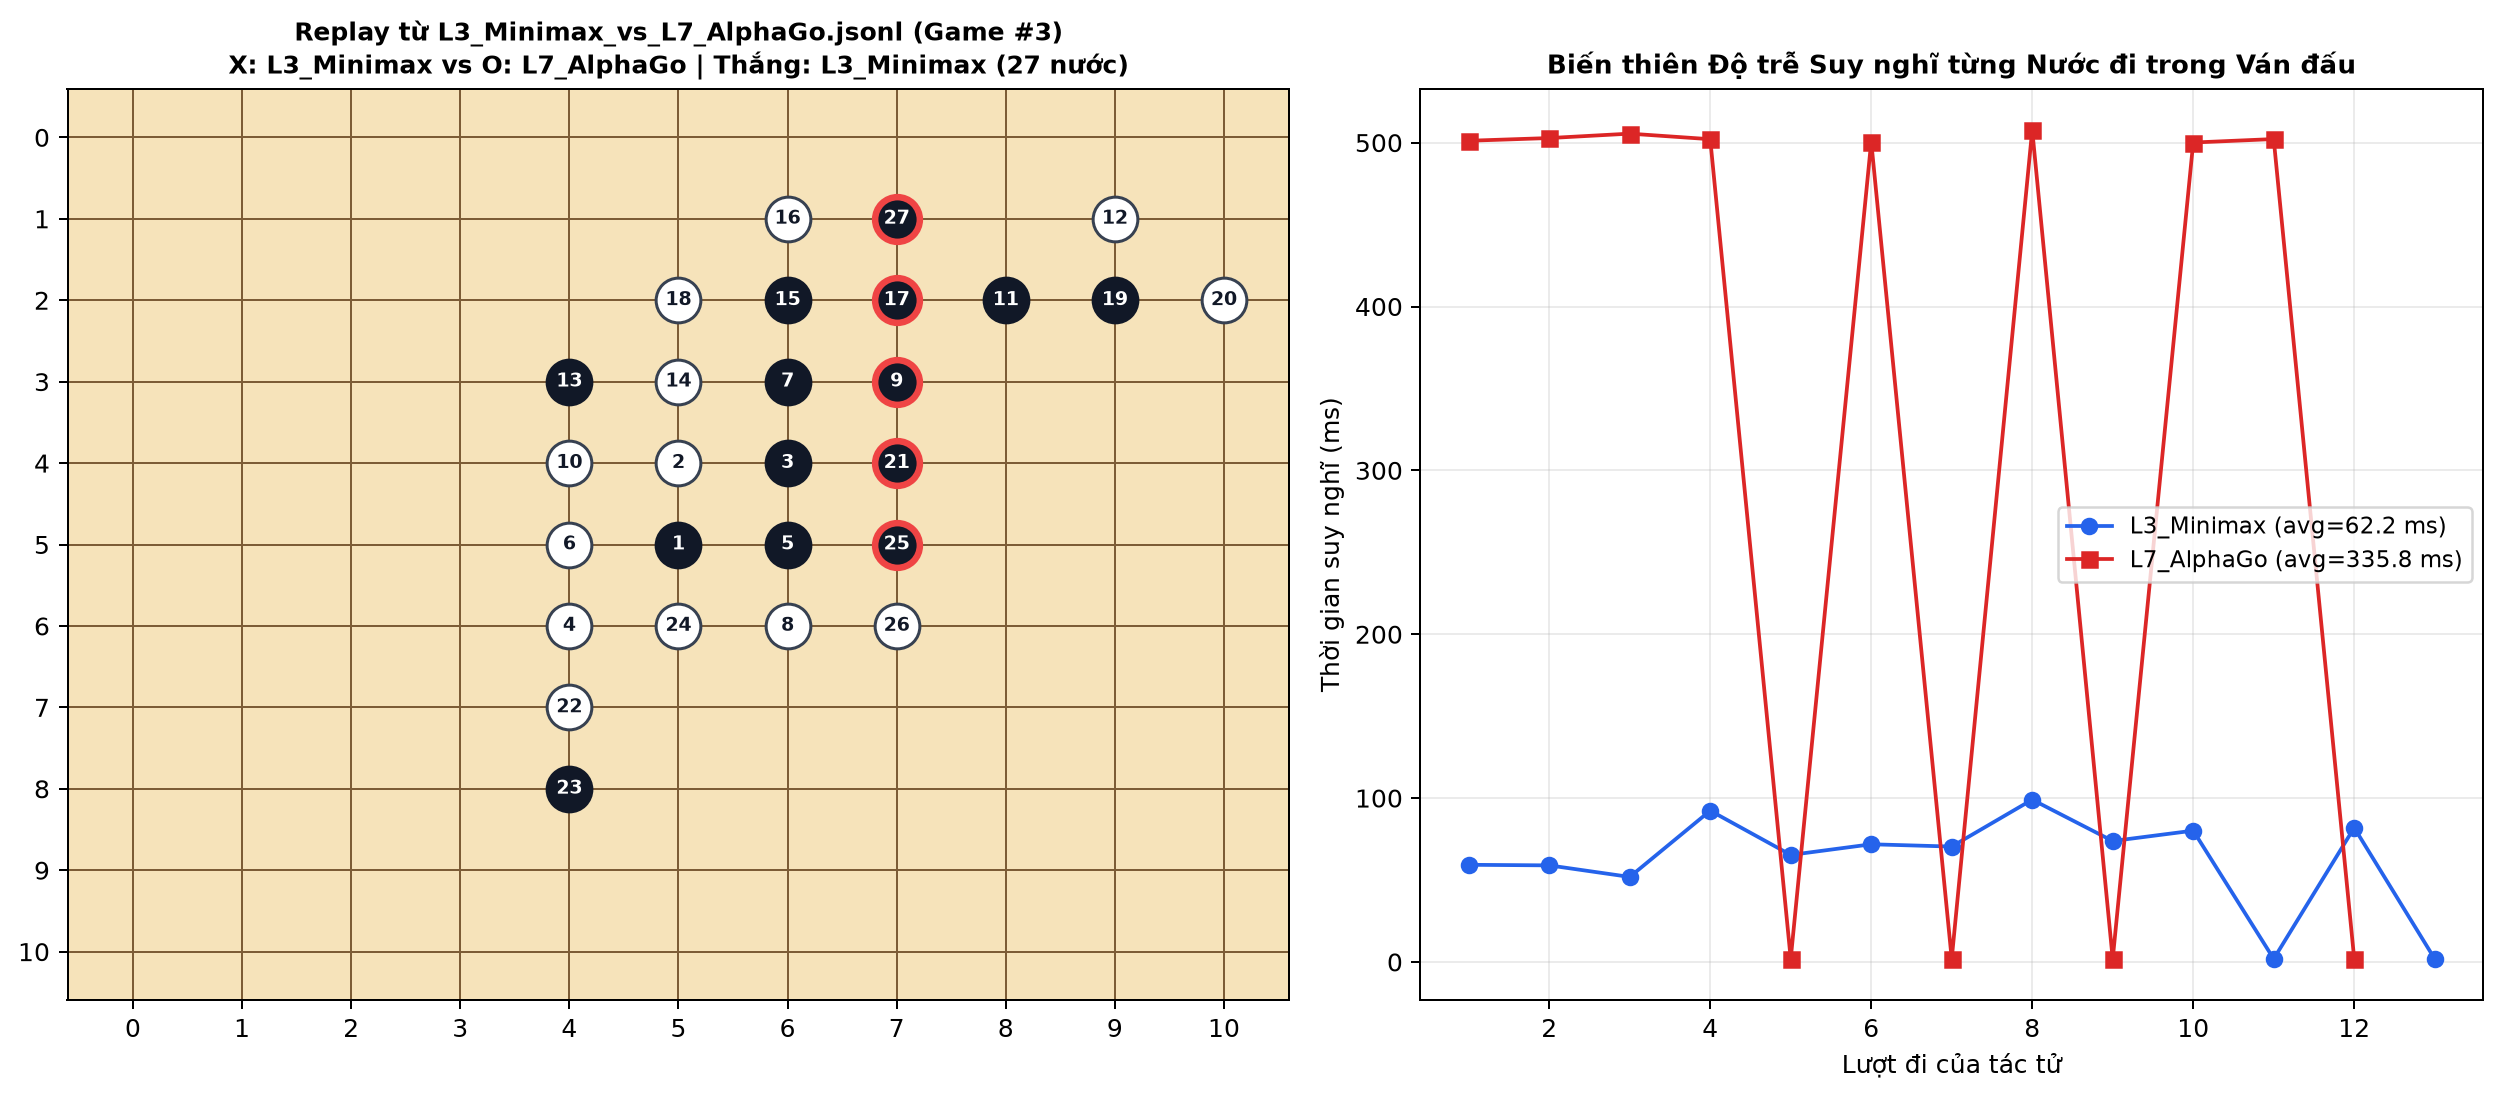 Replay từ L3_Minimax_vs_L7_AlphaGo.jsonl (Game #3)
X: L3_Minimax vs O: L7_AlphaGo | Thắng: L3_Minimax (27 nước)
0
1
2
3
4
5
6
7
8
9
10
16 27 12
18 15 17 11 19 20
13 14 7 9
10 2 3 21
6 1 5 25
4 24 8 26
22
23
0 1 2 3 4 5 6 7 8 9 10
Biến thiên Độ trễ Suy nghĩ từng Nước đi trong Ván đấu
Thời gian suy nghĩ (ms)
500
400
300
200
100
0
L3_Minimax (avg=62.2 ms)
L7_AlphaGo (avg=335.8 ms)
2 4 6 8 10 12
Lượt đi của tác tử